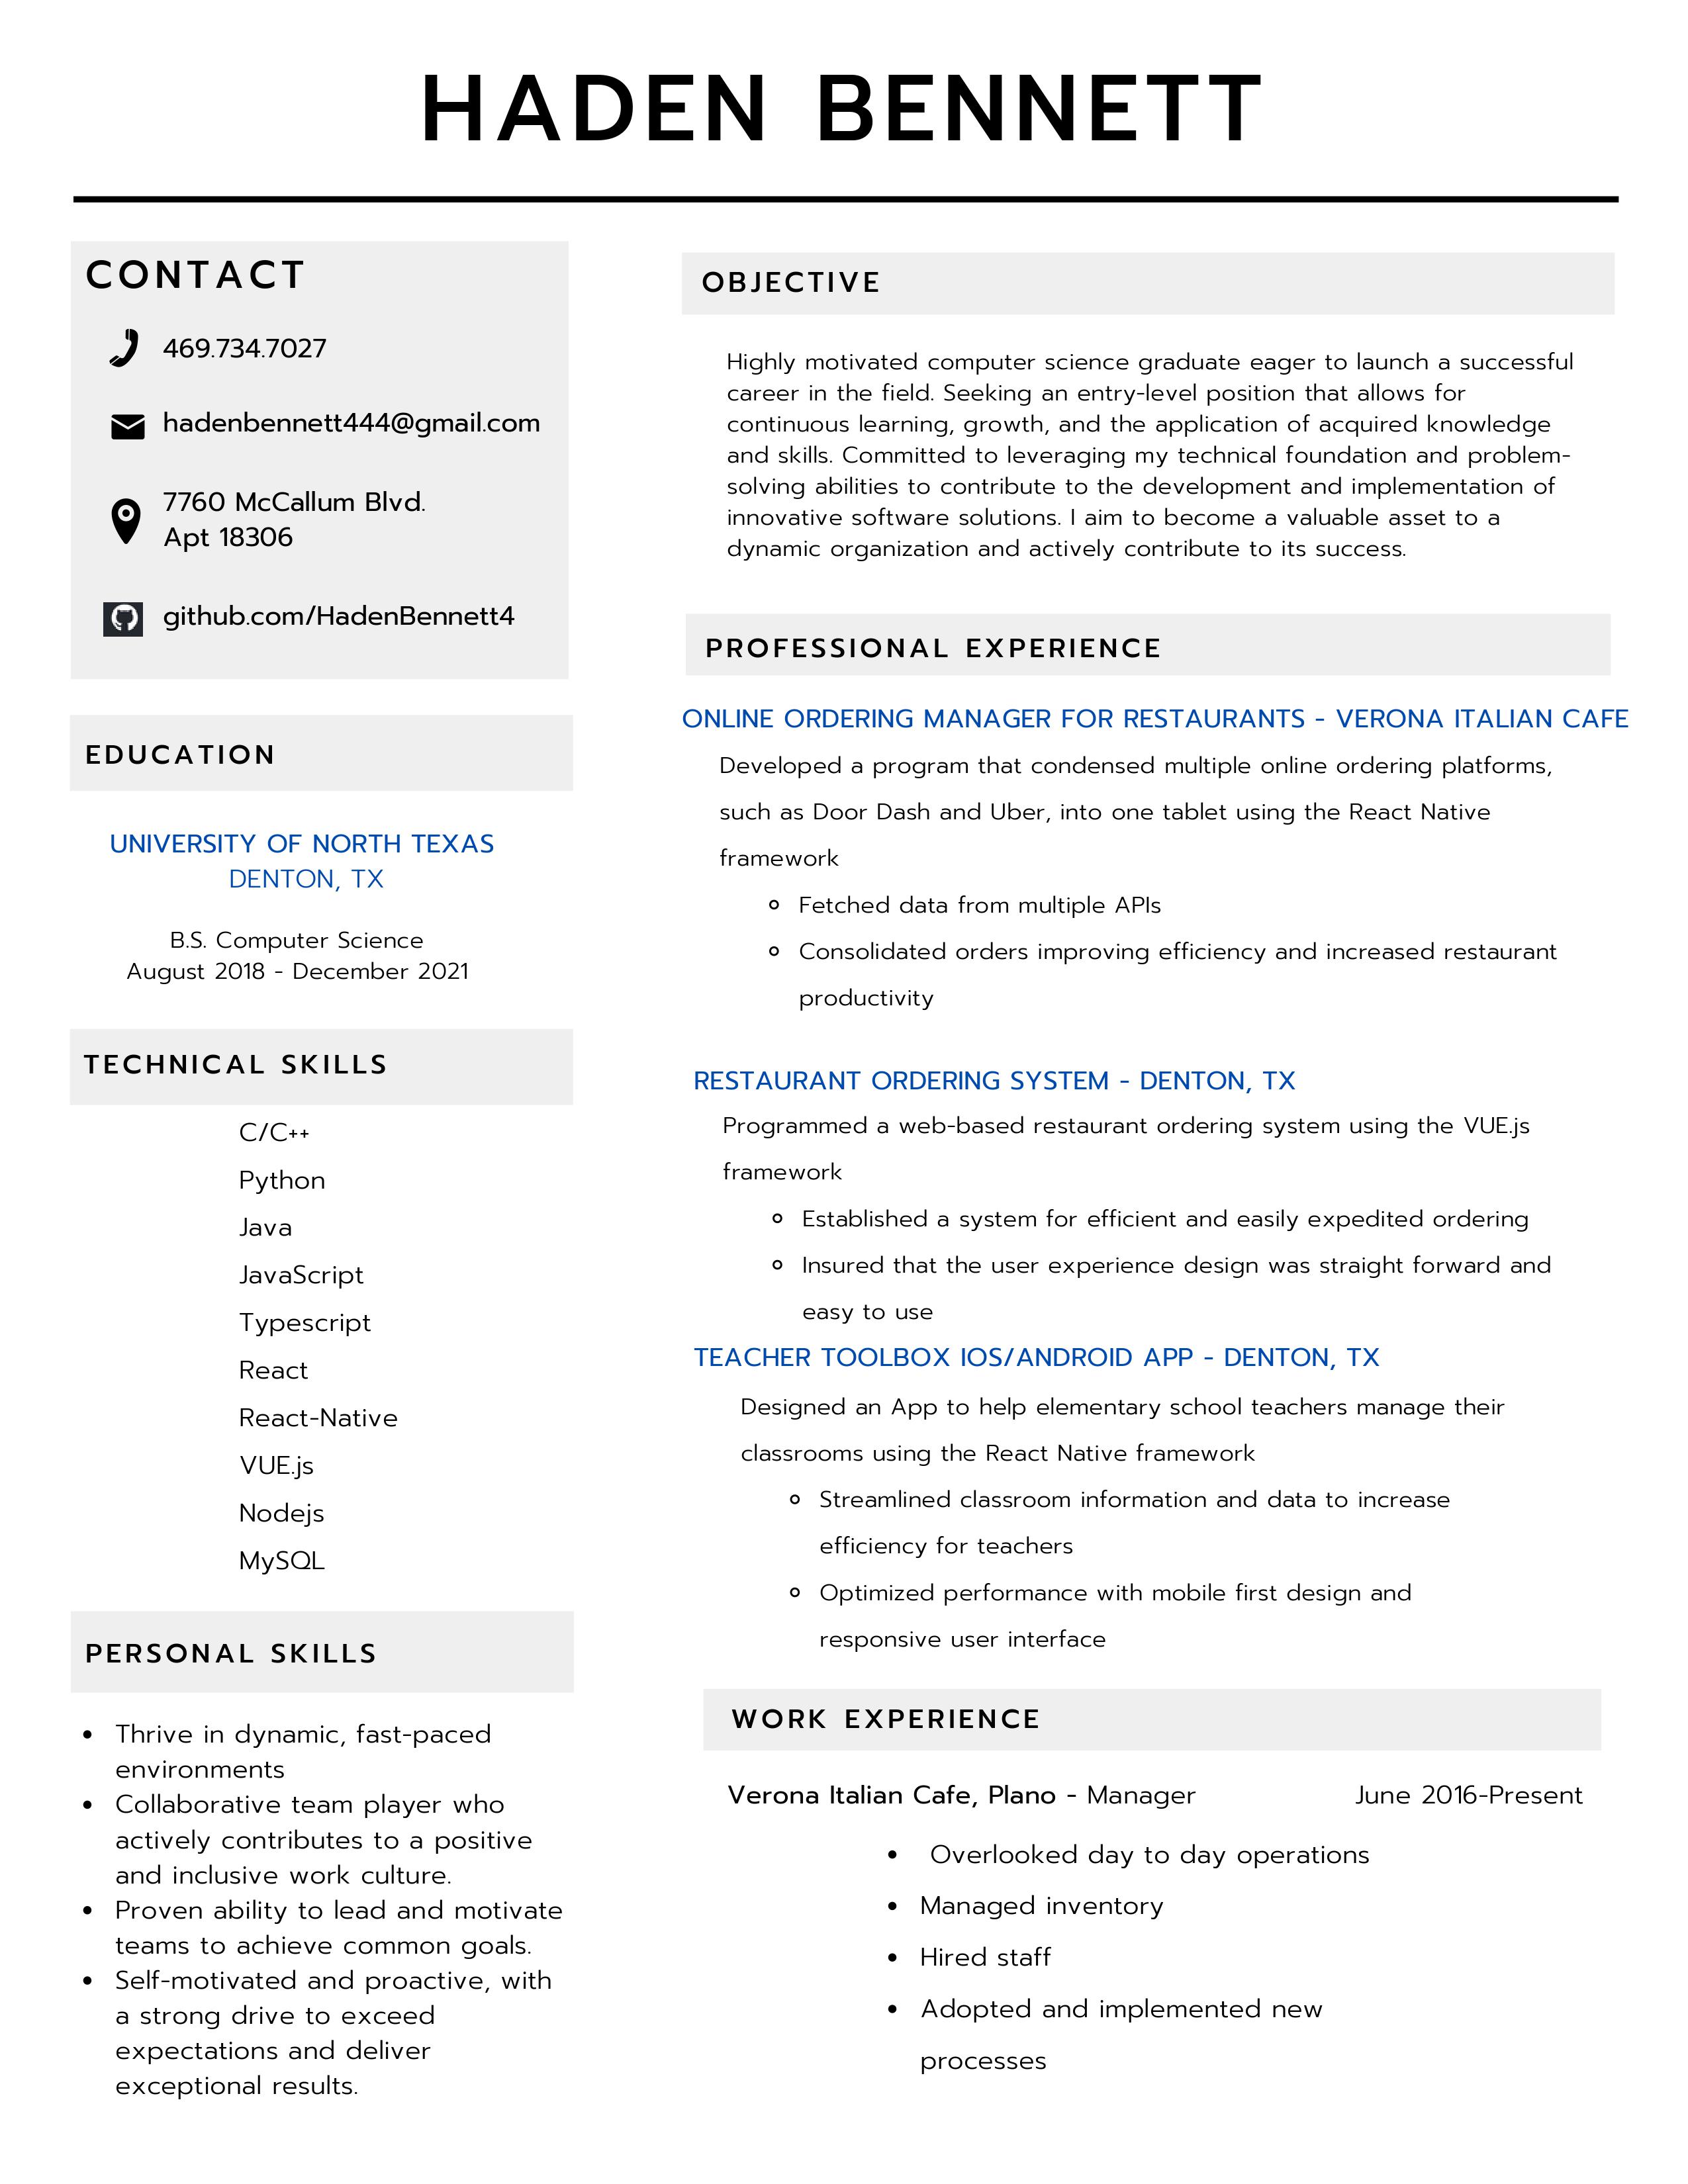 HADEN BENNETT
CONTACT
469.734.7027
hadenbennett444@gmail.com
7760 McCallum Blvd.
Apt 18306
github.com/HadenBennett4
EDUCATION
UNIVERSITY OF NORTH TEXAS
DENTON, TX
B.S. Computer Science
August 2018 - December 2021
TECHNICAL SKILLS
C/C++
Python
Java
JavaScript
Typescript
React
React-Native
VUE.js
Nodejs
MySQL
PERSONAL SKILLS
• Thrive in dynamic, fast-paced
environments
• Collaborative team player who
actively contributes to a positive
and inclusive work culture.
• Proven ability to lead and motivate
teams to achieve common goals.
• Self-motivated and proactive, with
a strong drive to exceed
expectations and deliver
exceptional results.
OBJECTIVE
Highly motivated computer science graduate eager to launch a successful
career in the field. Seeking an entry-level position that allows for
continuous learning, growth, and the application of acquired knowledge
and skills. Committed to leveraging my technical foundation and problem-
solving abilities to contribute to the development and implementation of
innovative software solutions. I aim to become a valuable asset to a
dynamic organization and actively contribute to its success.
PROFESSIONAL EXPERIENCE
ONLINE ORDERING MANAGER FOR RESTAURANTS - VERONA ITALIAN CAFE
Developed a program that condensed multiple online ordering platforms,
such as Door Dash and Uber, into one tablet using the React Native
framework
◦ Fetched data from multiple APIs
◦ Consolidated orders improving efficiency and increased restaurant
productivity
RESTAURANT ORDERING SYSTEM - DENTON, TX
Programmed a web-based restaurant ordering system using the VUE.js
framework
◦ Established a system for efficient and easily expedited ordering
◦ Insured that the user experience design was straight forward and
easy to use
TEACHER TOOLBOX IOS/ANDROID APP - DENTON, TX
Designed an App to help elementary school teachers manage their
classrooms using the React Native framework
◦ Streamlined classroom information and data to increase
efficiency for teachers
◦ Optimized performance with mobile first design and
responsive user interface
WORK EXPERIENCE
Verona Italian Cafe, Plano - Manager June 2016-Present
• Overlooked day to day operations
• Managed inventory
• Hired staff
• Adopted and implemented new
processes